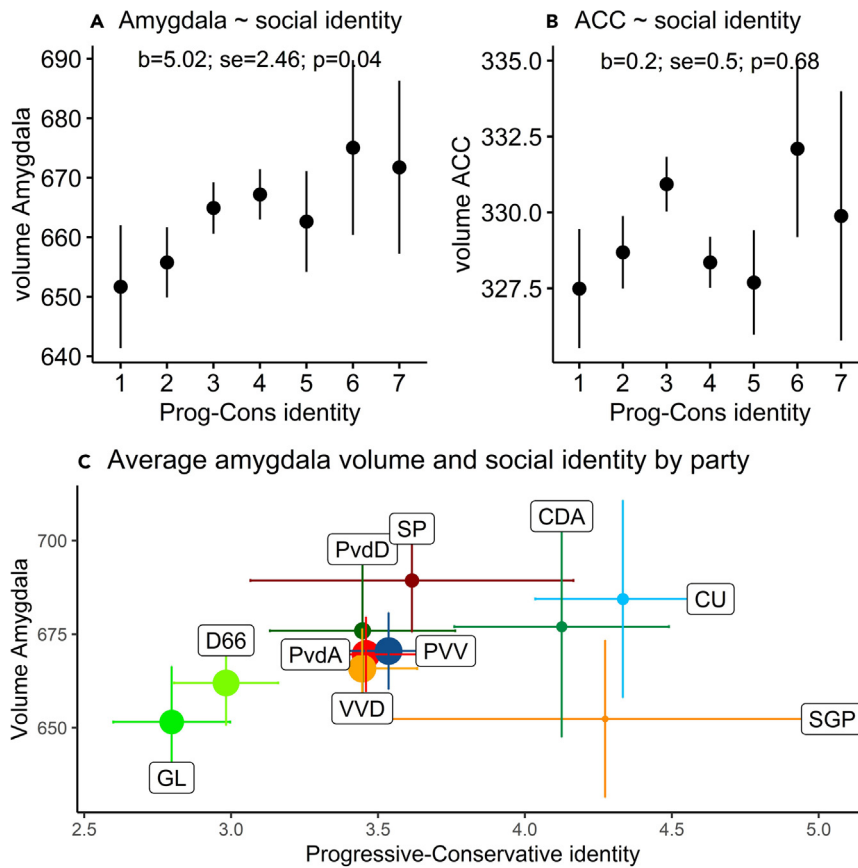 A Amygdala ~ social identity
b=5.02; se=2.46; p=0.04
690
680
670
660
650
640
volume Amygdala
1 2 3 4 5 6 7
Prog-Cons identity
B ACC ~ social identity
b=0.2; se=0.5; p=0.68
335.0
332.5
330.0
327.5
volume ACC
1 2 3 4 5 6 7
Prog-Cons identity
C Average amygdala volume and social identity by party
Volume Amygdala
700
675
650
SP
CDA
PvdD
CU
D66
PvdA
PVV
VVD
SGP
GL
2.5 3.0 3.5 4.0 4.5 5.0
Progressive-Conservative identity